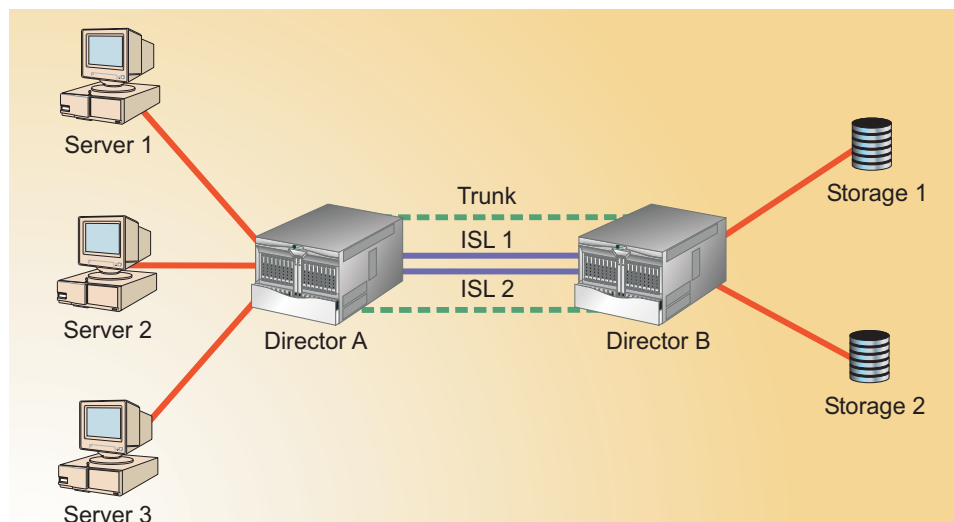 Server 1
Server 2
Server 3
Trunk
ISL 1
ISL 2
Director A
Director B
Storage 1
Storage 2